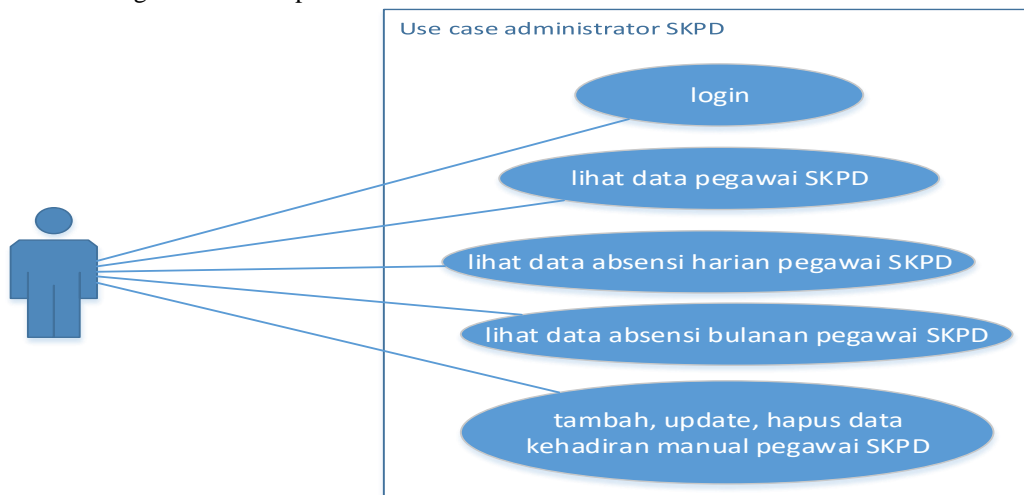 Use case administrator SKPD
login
lihat data pegawai SKPD
lihat data absensi harian pegawai SKPD
lihat data absensi bulanan pegawai SKPD
tambah, update, hapus data
kehadiran manual pegawai SKPD